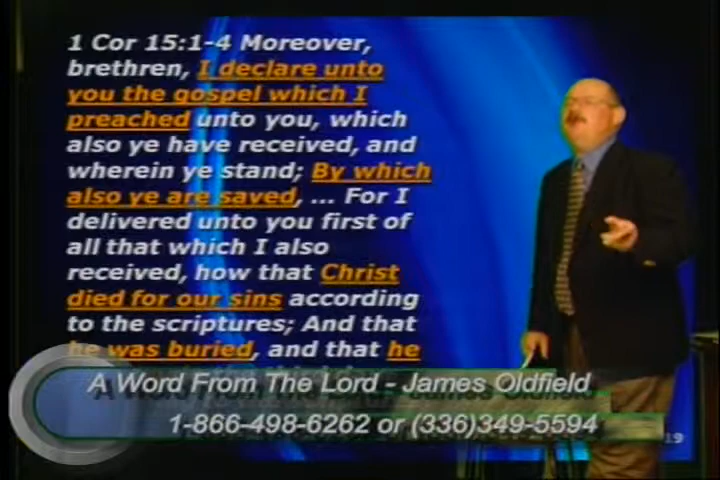 1 Cor 15:1-4 Moreover,
brethren, I declare unto
you the gospel which I
preached unto you, which
also ye have received, and
wherein ye stand; By which
also ye are saved, ... For I
delivered unto you first of
all that which I also
received, how that Christ
died for our sins according
to the scriptures; And that
he was buried, and that he
A Word From The Lord - James Oldfield
1-866-498-6262 or (336)349-5594
19